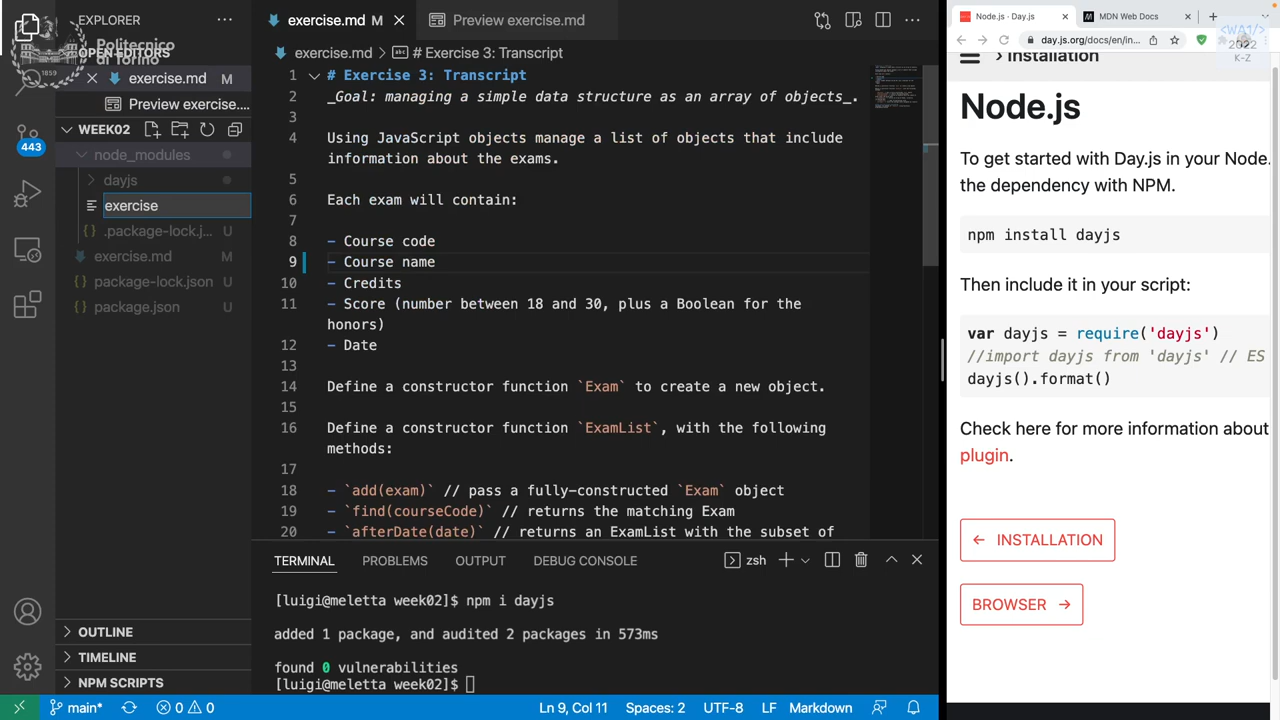 EXPLORER
OPEN EDITORS
Politecnico
di Torino
1859
exercise.md M
Preview exercise....
WEEK02
node_modules
dayjs
exercise
.package-lock.j... U
exercise.md M
package-lock.json U
package.json U
OUTLINE
TIMELINE
NPM SCRIPTS
443
exercise.md M
Preview exercise.md
exercise.md > # Exercise 3: Transcript
1 # Exercise 3: Transcript
2 _Goal: managing simple data structures as an array of objects_.
3
4 Using JavaScript objects manage a list of objects that include
information about the exams.
5
6 Each exam will contain:
7
8 - Course code
9 - Course name
10 - Credits
11 - Score (number between 18 and 30, plus a Boolean for the
honors)
12 - Date
13
14 Define a constructor function `Exam` to create a new object.
15
16 Define a constructor function `ExamList`, with the following
methods:
17
18 - `add(exam)` // pass a fully-constructed `Exam` object
19 - `find(courseCode)` // returns the matching Exam
20 - `afterDate(date)` // returns an ExamList with the subset of
TERMINAL
PROBLEMS
OUTPUT
DEBUG CONSOLE
zsh
[luigi@meletta week02]$ npm i dayjs
added 1 package, and audited 2 packages in 573ms
found 0 vulnerabilities
[luigi@meletta week02]$
main*
0 0
Ln 9, Col 11
Spaces: 2
UTF-8
LF
Markdown
Node.js · Day.js
MDN Web Docs
day.js.org/docs/en/in...
<WA1/>
2022
K-Z
› Installation
Node.js
To get started with Day.js in your Node.
the dependency with NPM.
npm install dayjs
Then include it in your script:
var dayjs = require('dayjs')
//import dayjs from 'dayjs' // ES
dayjs().format()
Check here for more information about
plugin.
← INSTALLATION
BROWSER →